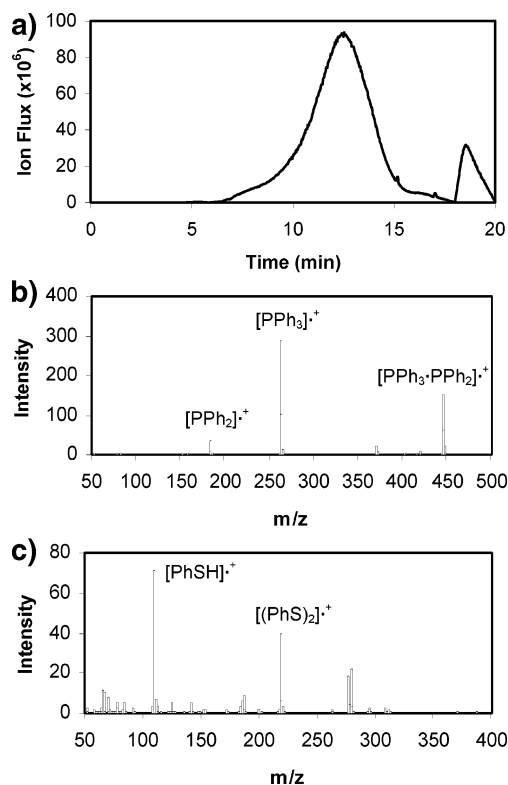 a)
Ion Flux (x10⁶)
100
80
60
40
20
0
0 5 10 15 20
Time (min)
b)
Intensity
400
300
200
100
0
[PPh₃]·⁺
[PPh₃·PPh₂]·⁺
[PPh₂]·⁺
50 100 150 200 250 300 350 400 450 500
m/z
c)
Intensity
80
60
40
20
0
[PhSH]·⁺
[(PhS)₂]·⁺
50 100 150 200 250 300 350 400
m/z